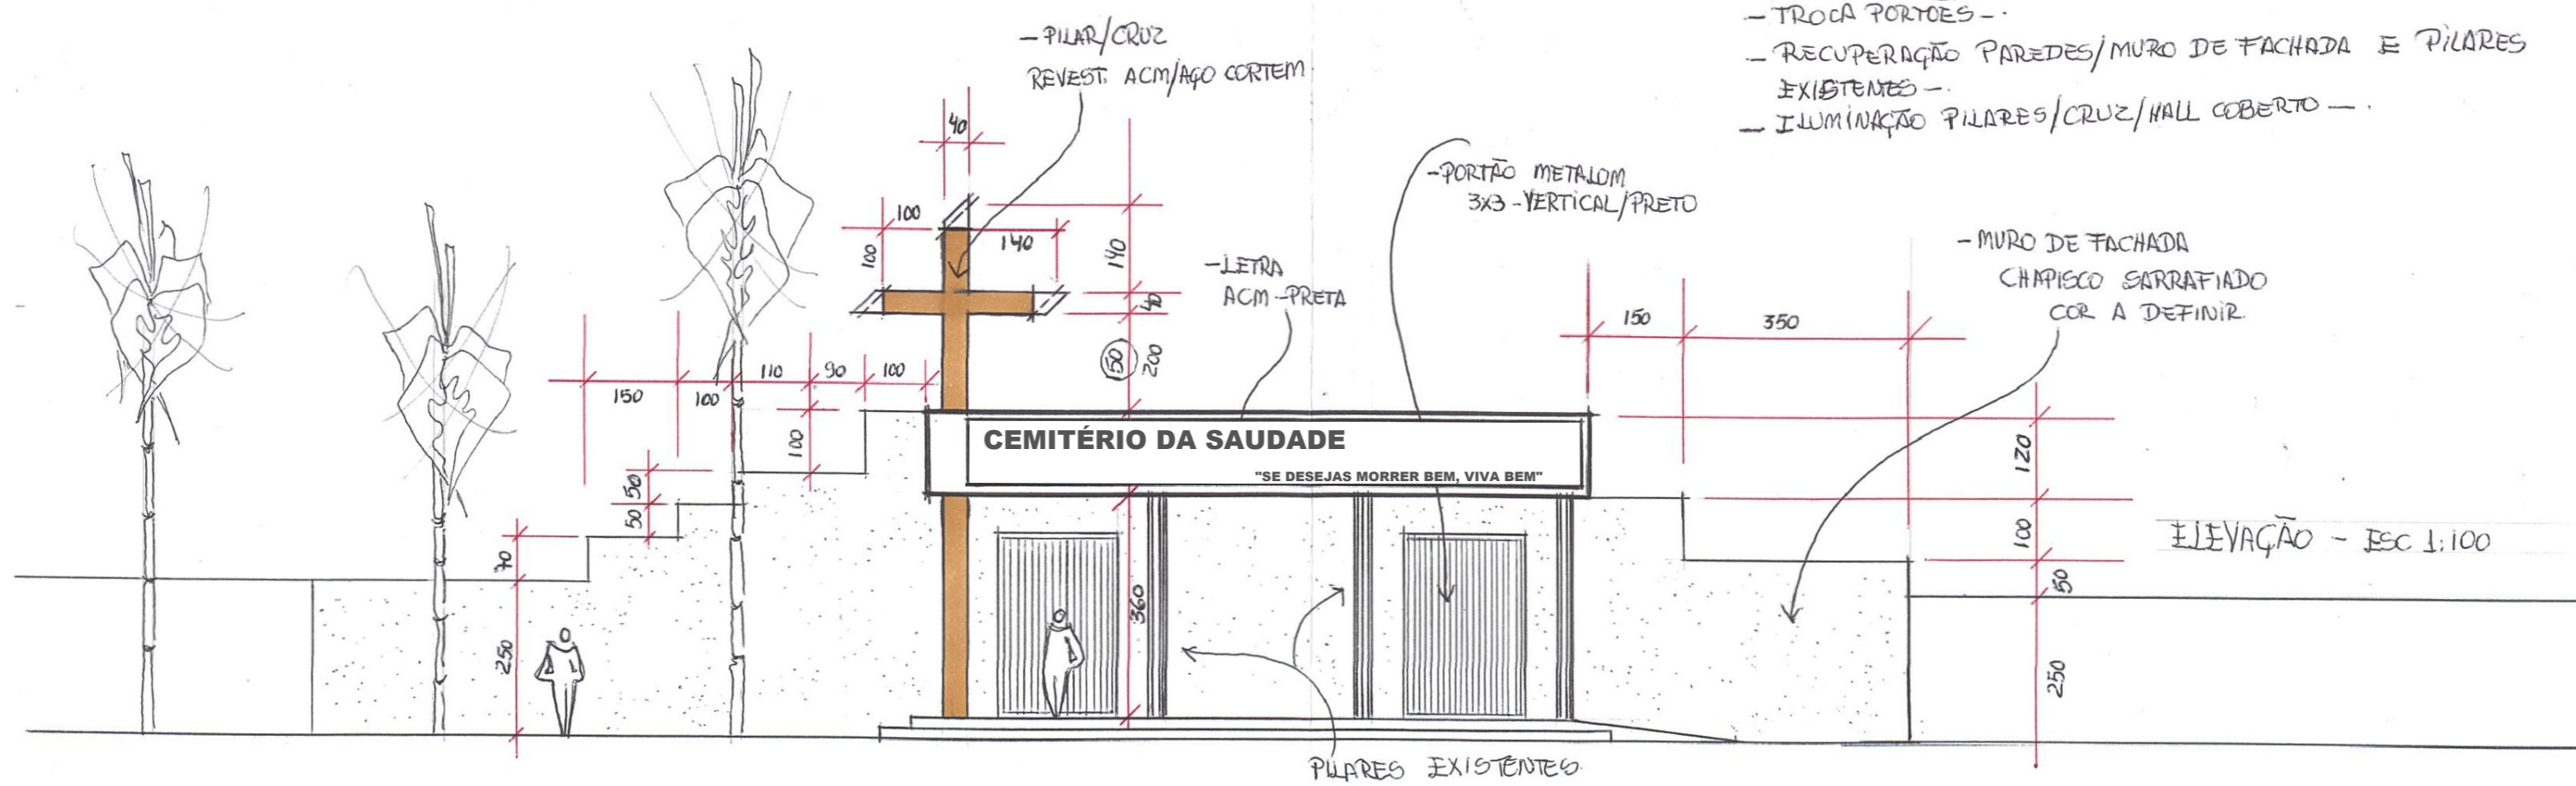 — TROCA PORTÕES —.
— RECUPERAÇÃO PAREDES/MURO DE FACHADA E PILARES
EXISTENTES —.
— ILUMINAÇÃO PILARES/CRUZ/HALL COBERTO —.
— PILAR/CRUZ
REVEST. ACM/AÇO CORTEM
— PORTÃO METALOM
3X3 - VERTICAL/PRETO
— LETRA
ACM - PRETA
— MURO DE FACHADA
CHAPISCO SARRAFIADO
COR A DEFINIR
40
100
100
140
140
40
50
200
150
350
150
100
110
90
100
100
50
50
70
250
CEMITÉRIO DA SAUDADE
"SE DESEJAS MORRER BEM, VIVA BEM"
360
120
100
50
250
ELEVAÇÃO - ESC 1:100
PILARES EXISTENTES